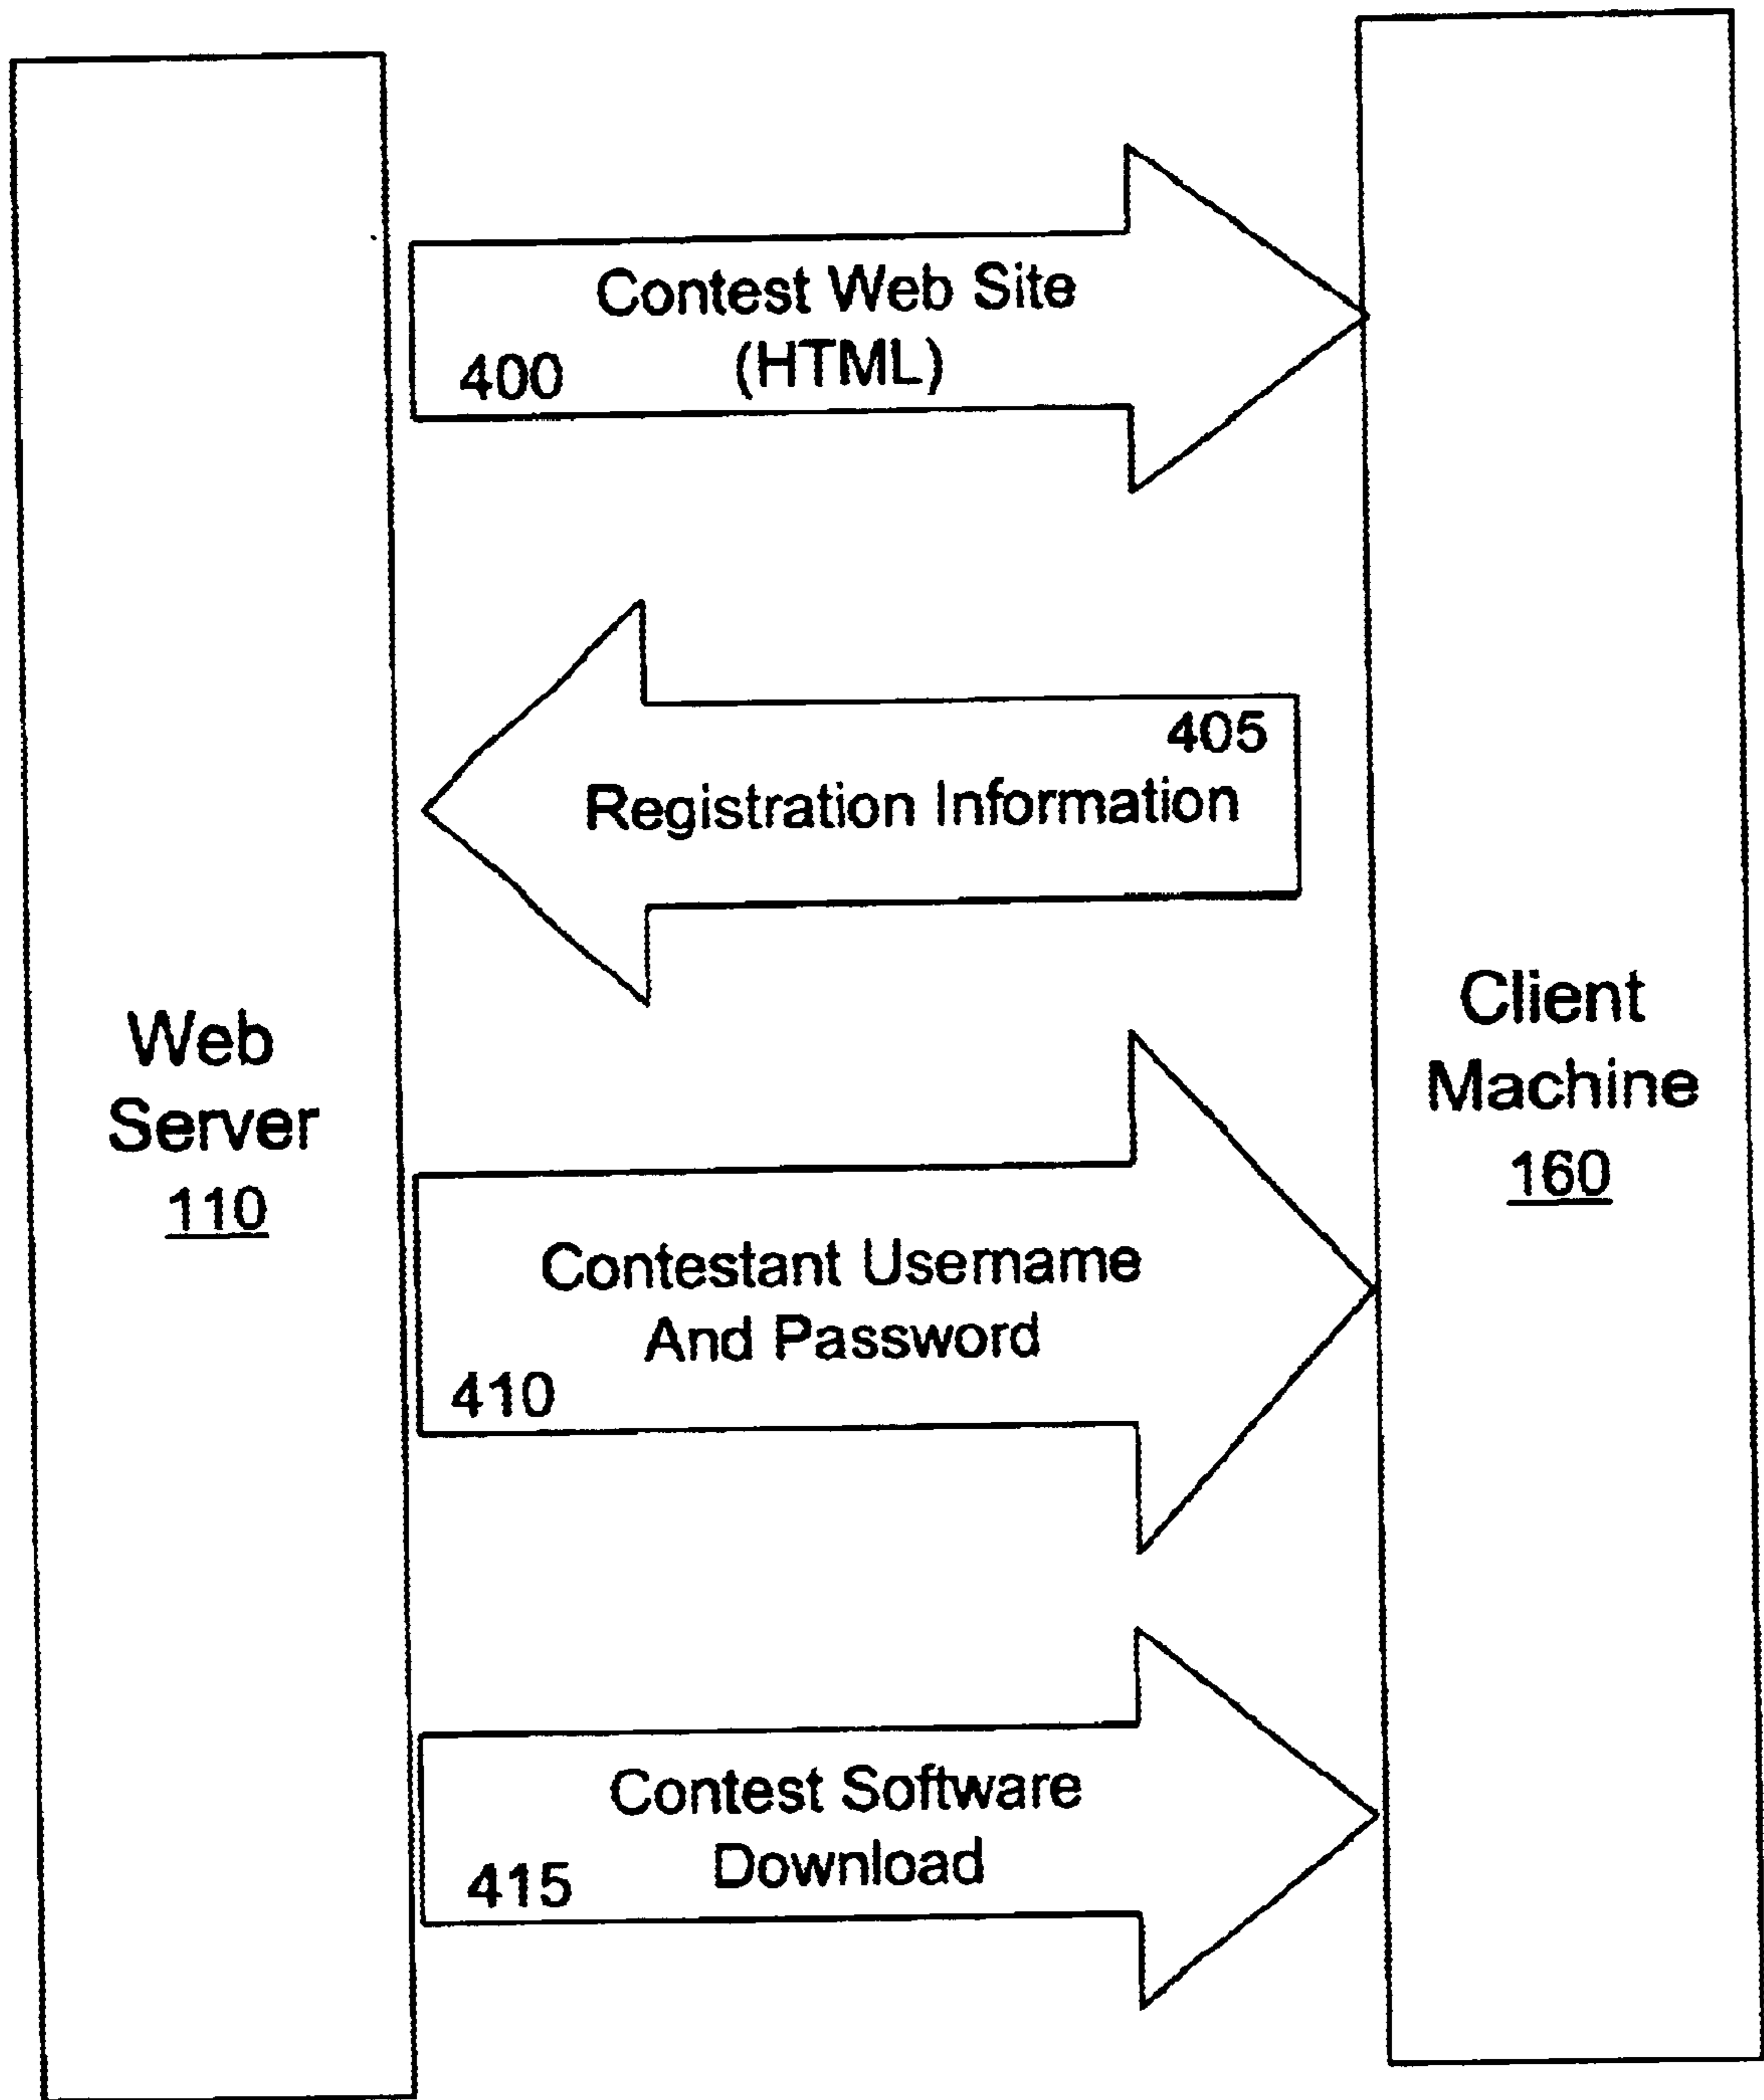 Contest Web Site
(HTML)
400
405
Registration Information
Web
Server
110
Client
Machine
160
Contestant Username
And Password
410
Contest Software
Download
415